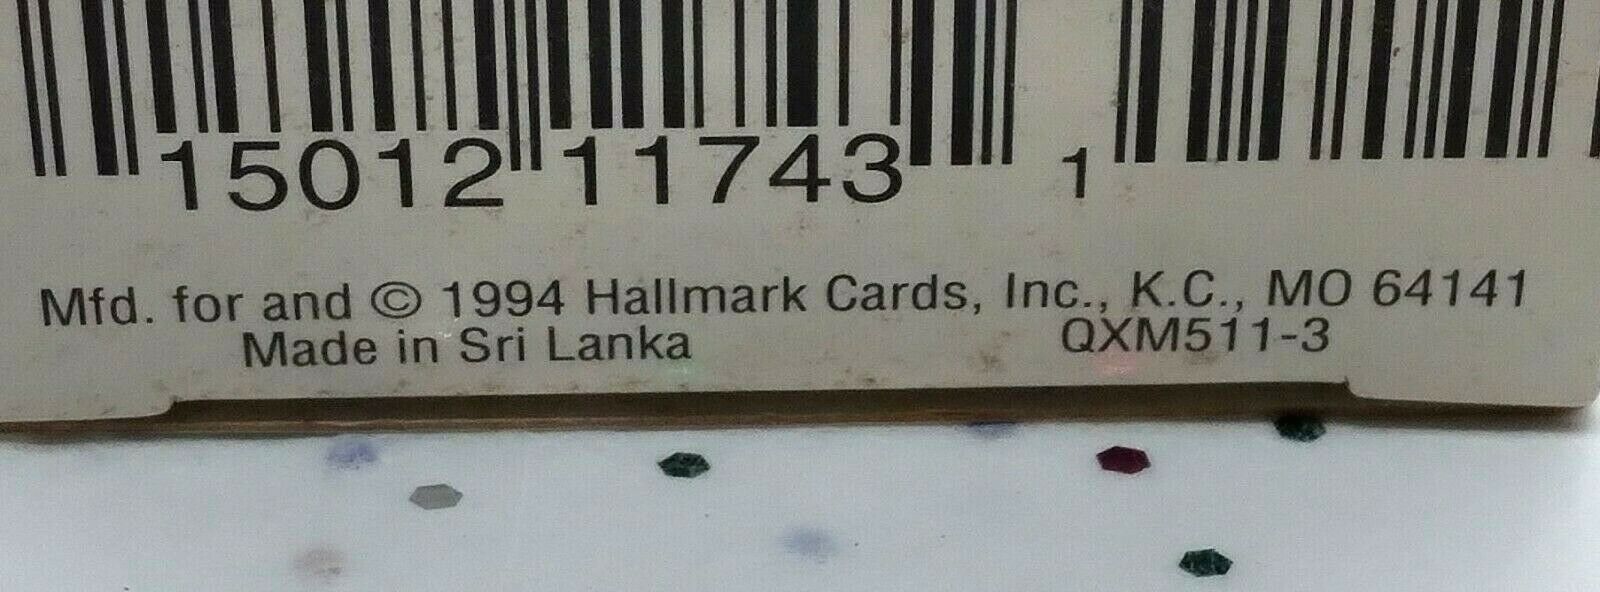 15012 11743 1
Mfd. for and © 1994 Hallmark Cards, Inc., K.C., MO 64141
Made in Sri Lanka QXM511-3